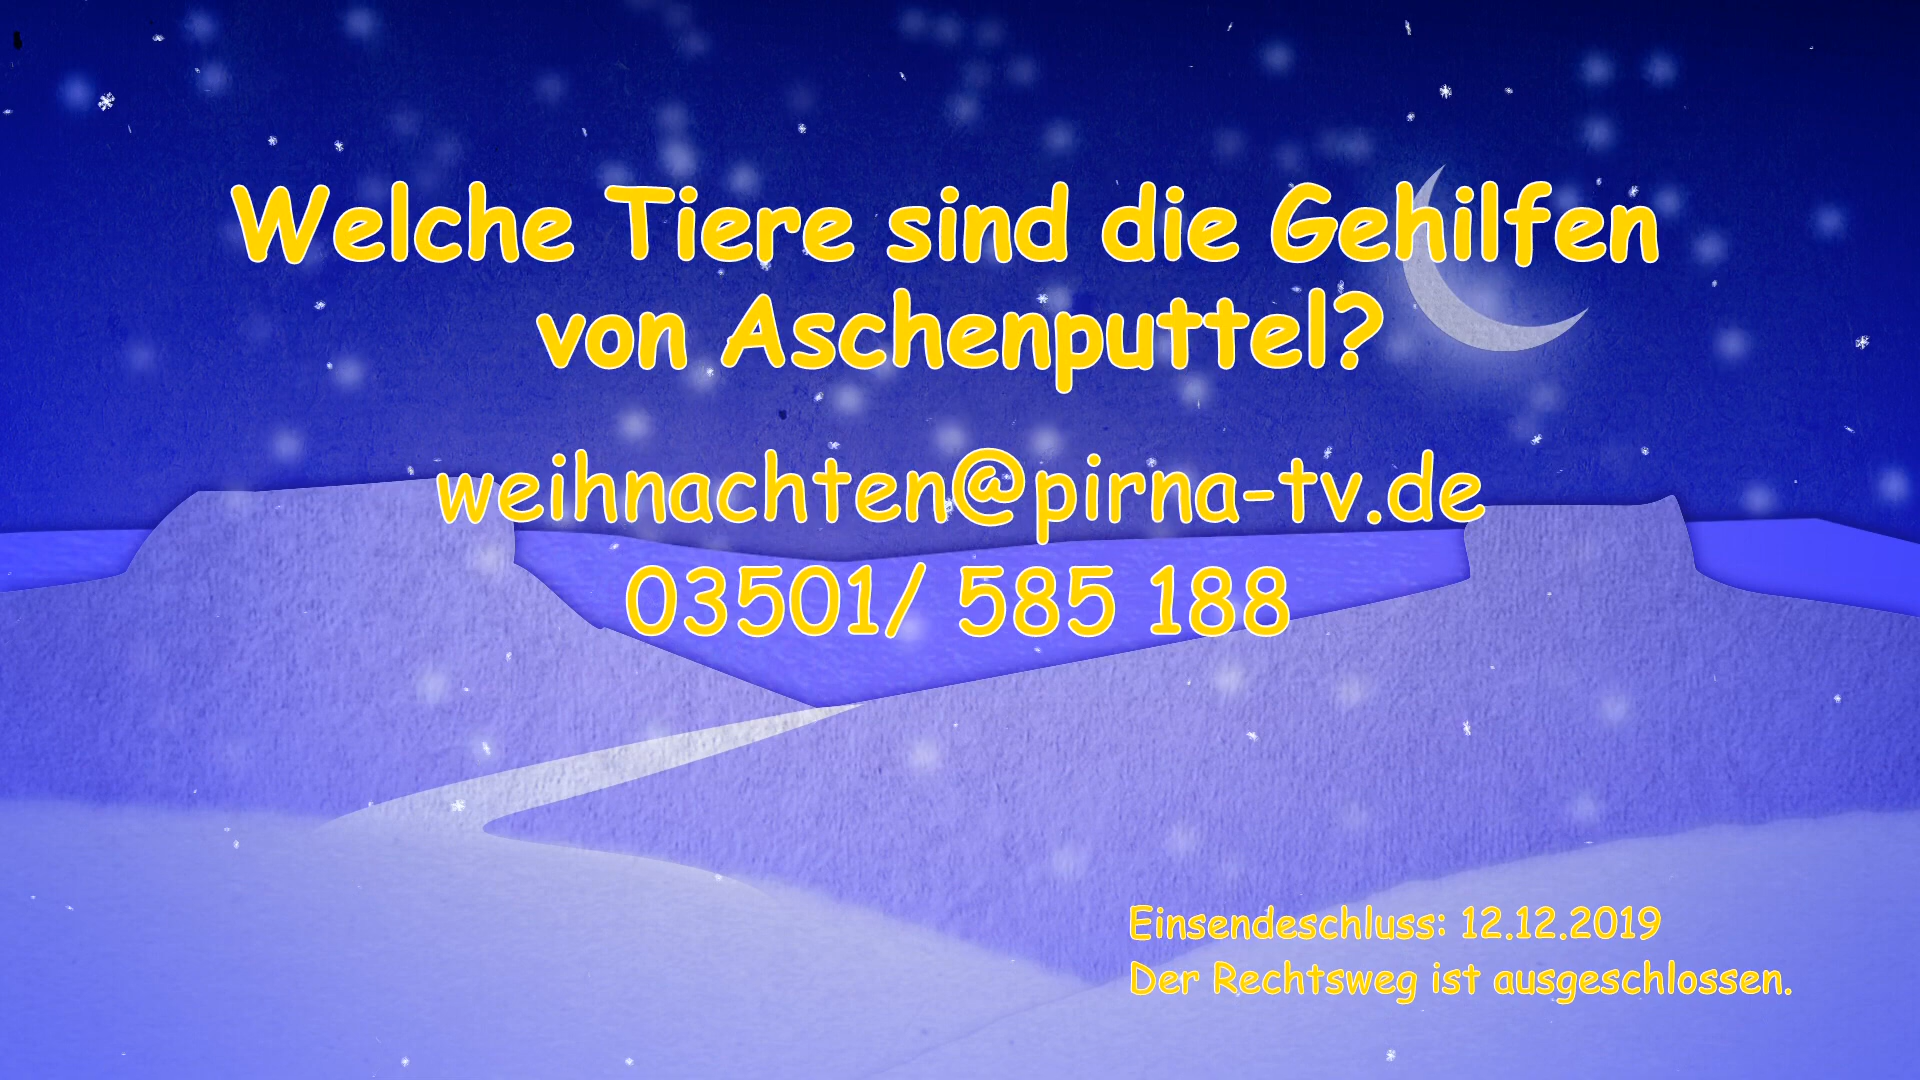 Welche Tiere sind die Gehilfen
von Aschenputtel?
weihnachten@pirna-tv.de
03501/ 585 188
Einsendeschluss: 12.12.2019
Der Rechtsweg ist ausgeschlossen.